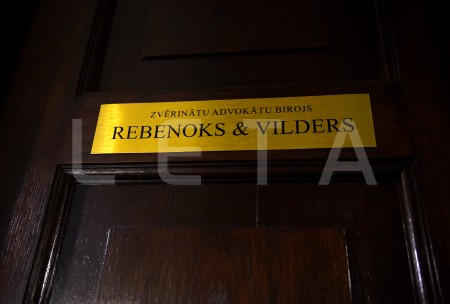 ZVĒRINĀTU ADVOKĀTU BIROJS
REBENOKS & VILDERS
LETA